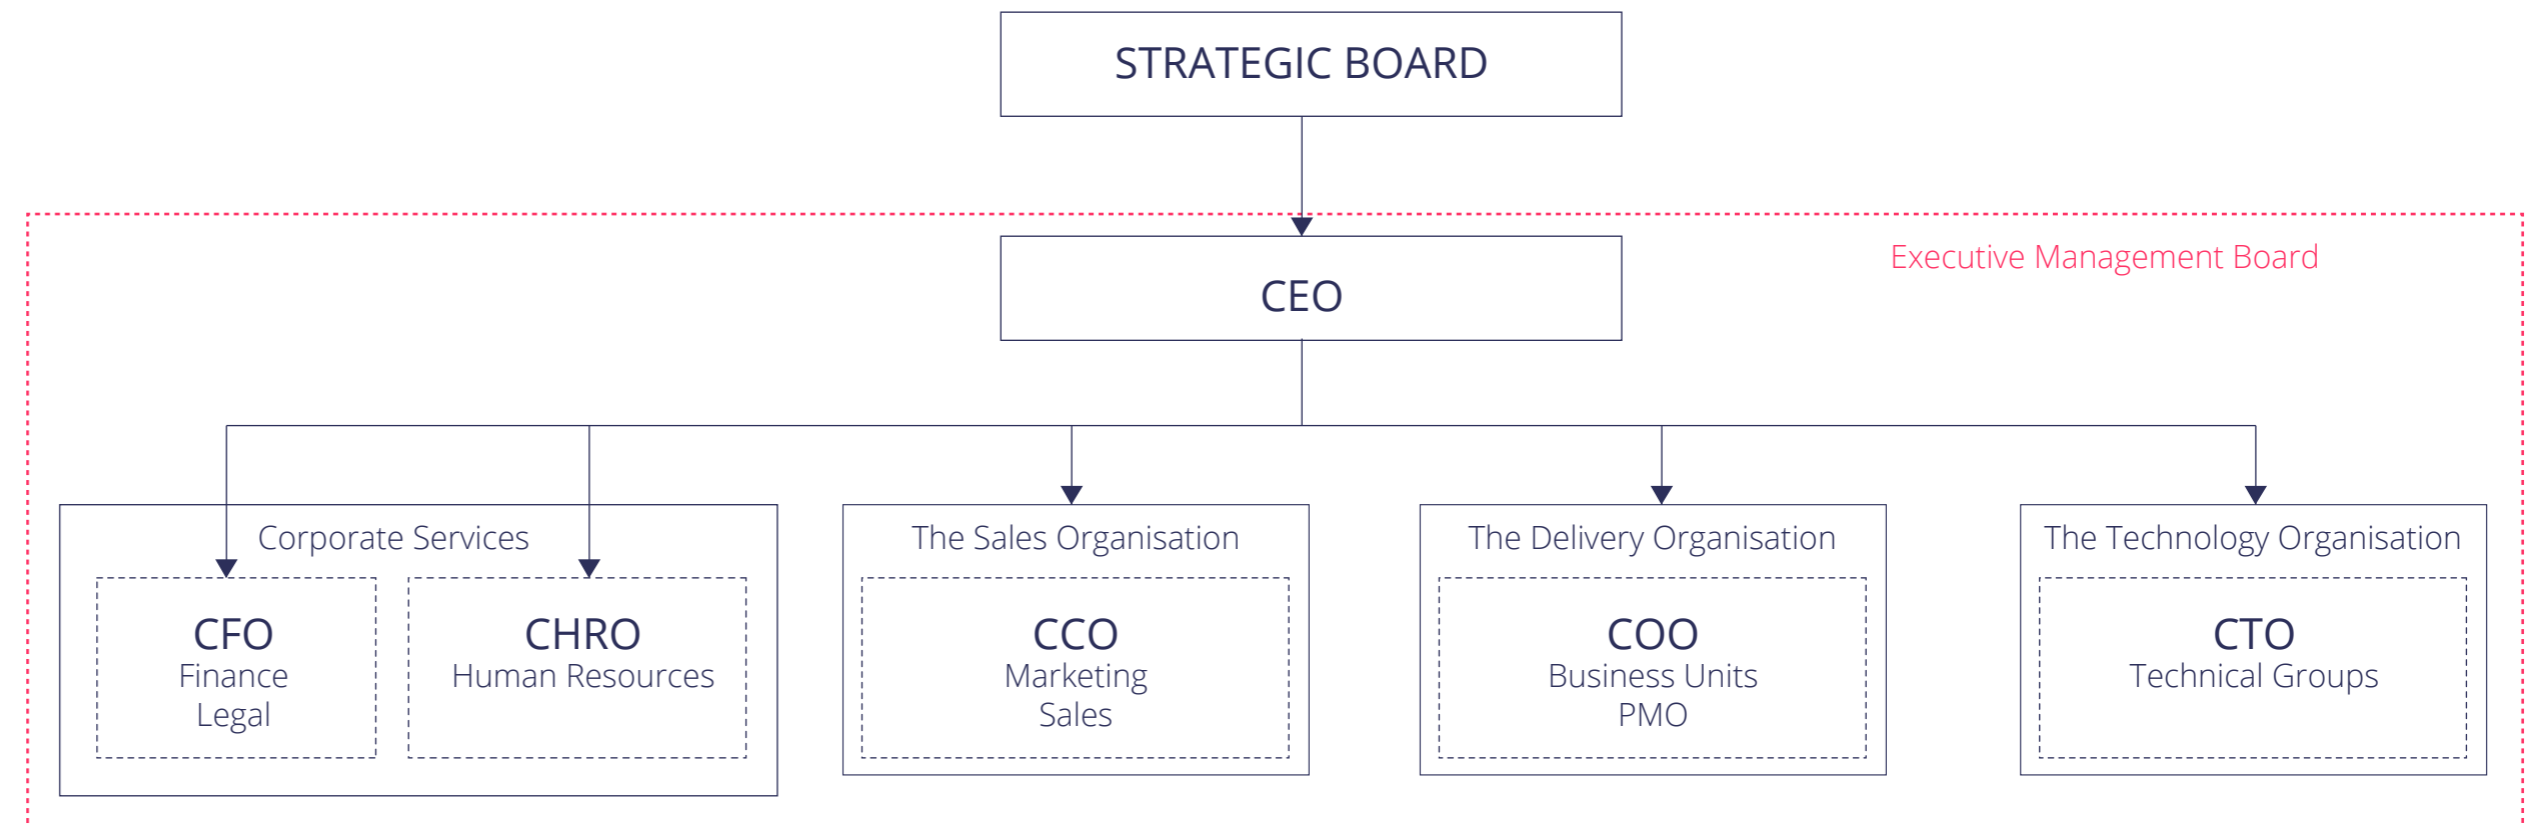 STRATEGIC BOARD
Executive Management Board
CEO
Corporate Services
CFO
Finance
Legal
CHRO
Human Resources
The Sales Organisation
CCO
Marketing
Sales
The Delivery Organisation
COO
Business Units
PMO
The Technology Organisation
CTO
Technical Groups